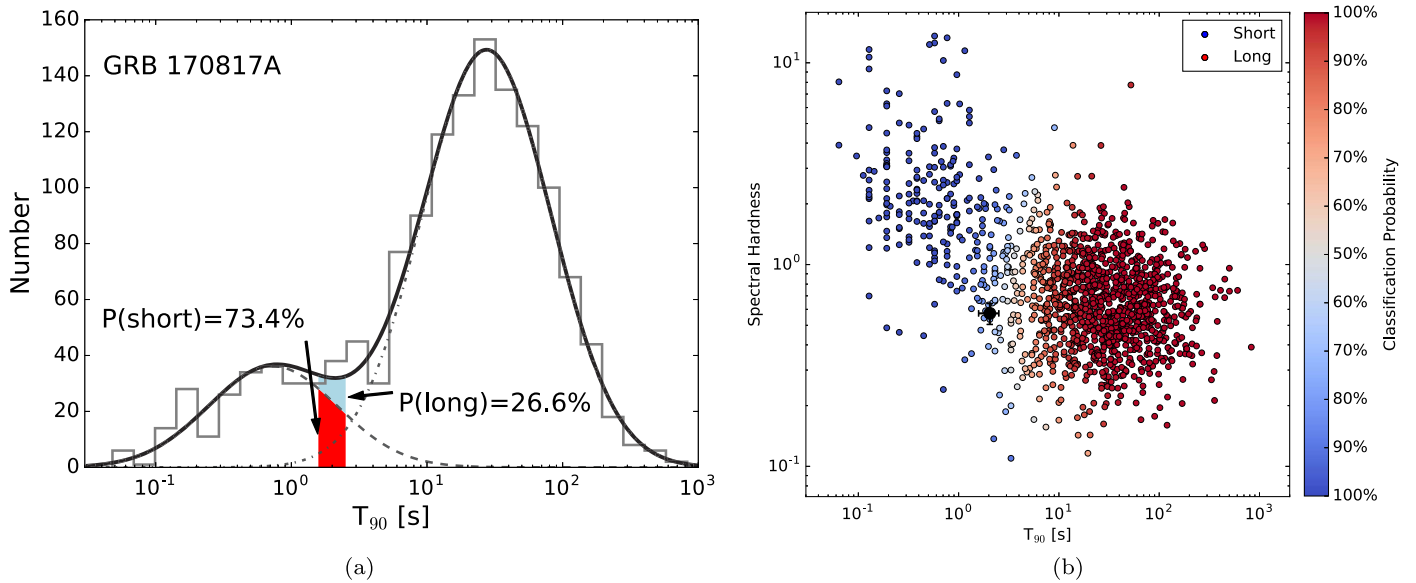 GRB 170817A
P(short)=73.4%
P(long)=26.6%
Number
160
140
120
100
80
60
40
20
0
10⁻¹ 10⁰ 10¹ 10² 10³
T₉₀ [s]
(a)
Short
Long
Spectral Hardness
10¹
10⁰
10⁻¹
10⁻¹ 10⁰ 10¹ 10² 10³
T₉₀ [s]
100%
90%
80%
70%
60%
50%
60%
70%
80%
90%
100%
Classification Probability
(b)